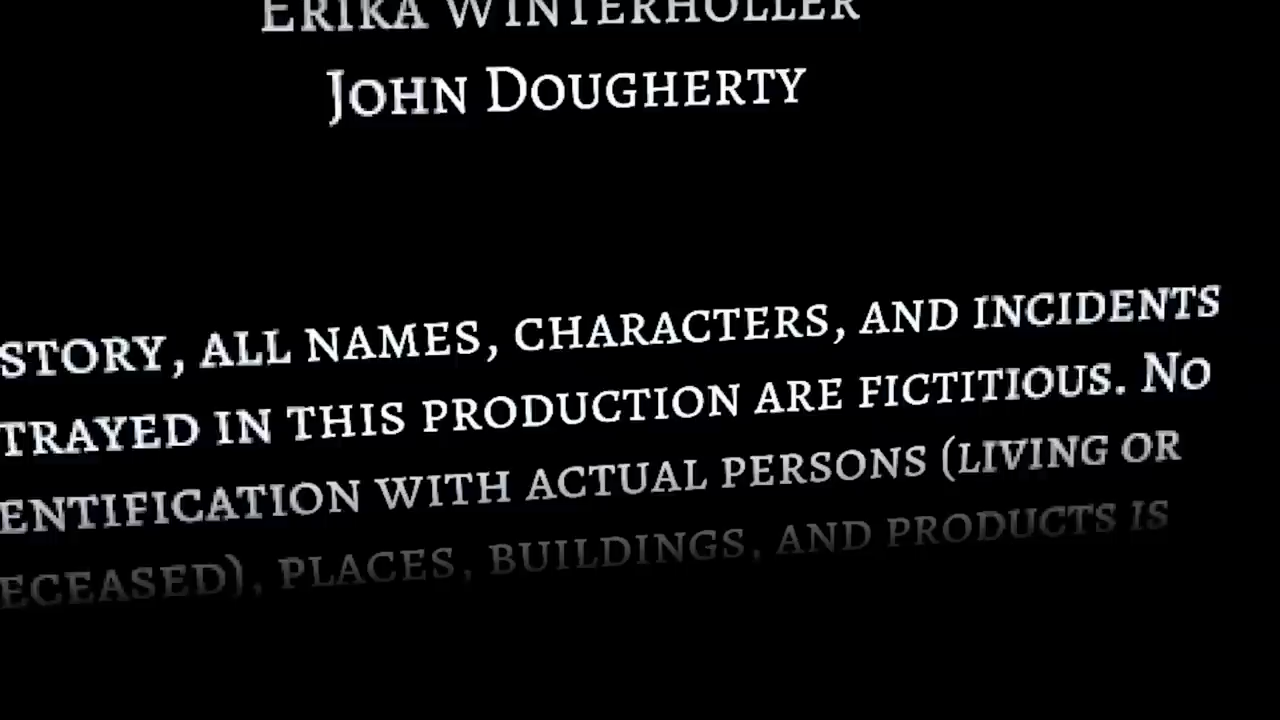 Erika Winterholler
John Dougherty
story, all names, characters, and incidents
trayed in this production are fictitious. No
entification with actual persons (living or
eceased), places, buildings, and products is